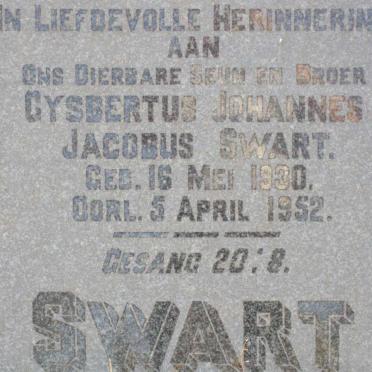 IN LIEFDEVOLLE HERINNERIN
AAN
ONS DIERBARE SEUN EN BROER
GYSBERTUS JOHANNES
JACOBUS SWART.
GEB. 16 MEI 1930.
OORL. 5 APRIL 1952.
GESANG 20:8.
SWART